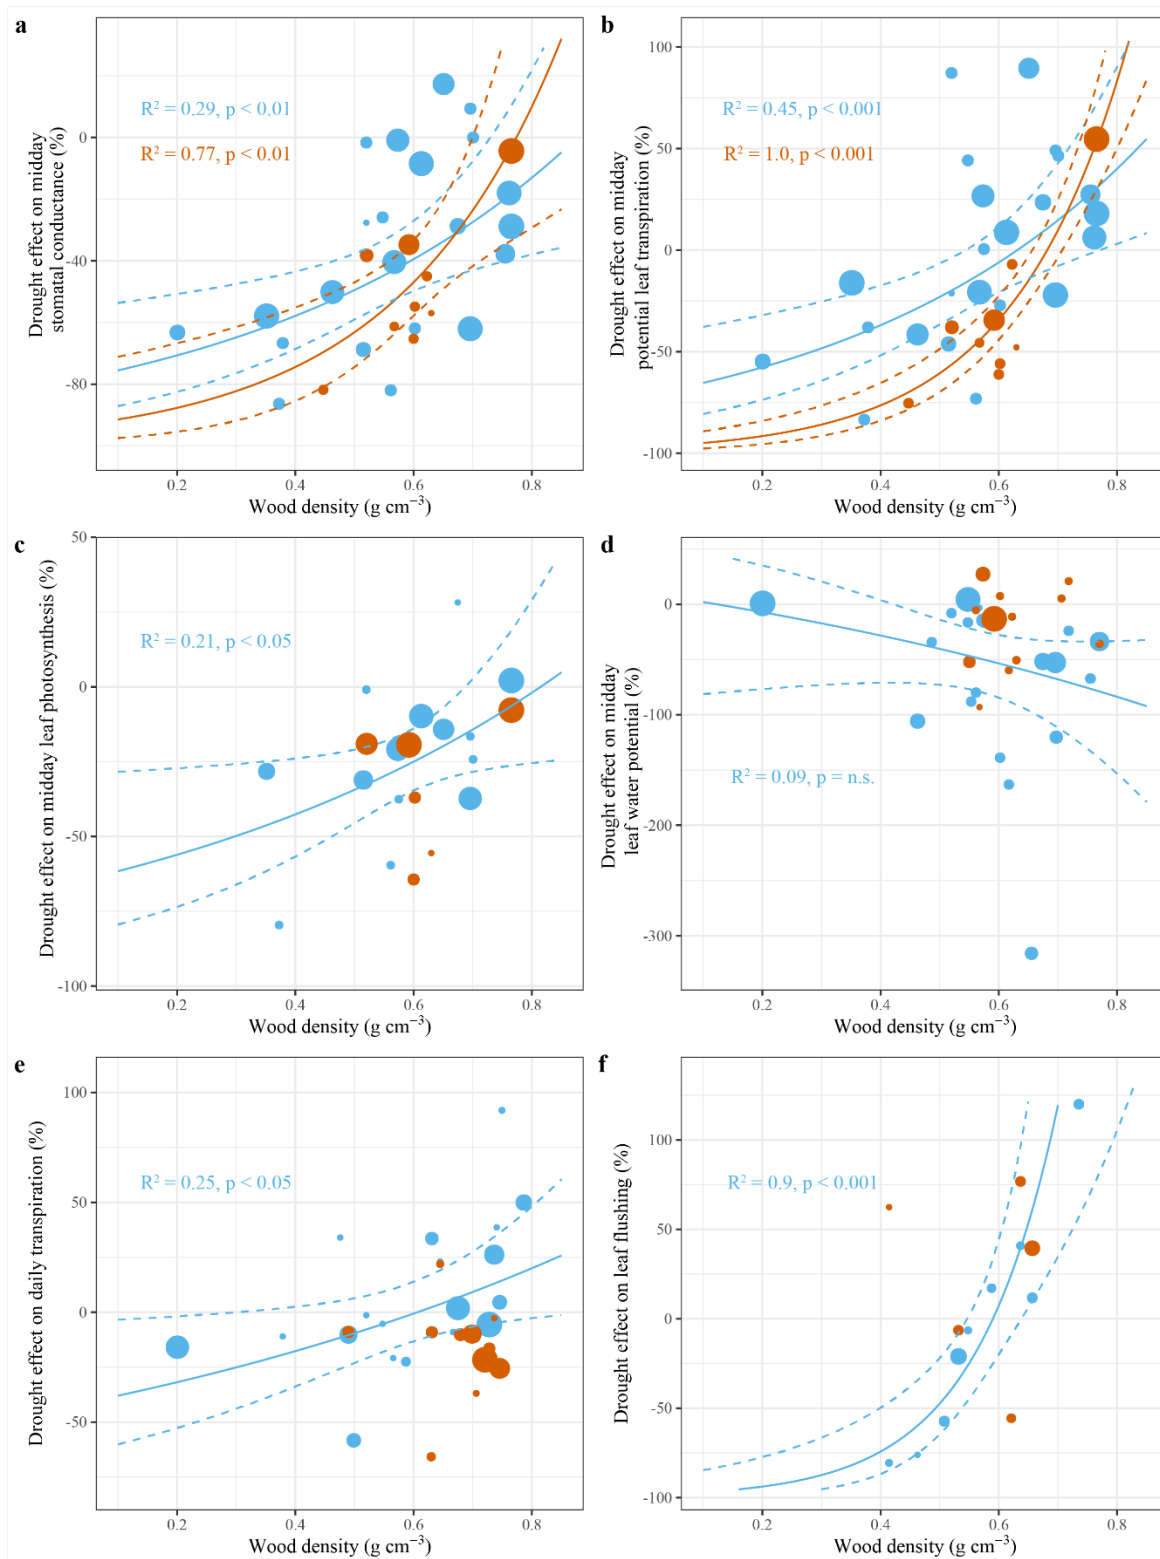 a
Drought effect on midday
stomatal conductance (%)
0
-40
-80
R² = 0.29, p < 0.01
R² = 0.77, p < 0.01
0.2 0.4 0.6 0.8
Wood density (g cm⁻³)
b
Drought effect on midday
potential leaf transpiration (%)
100
50
0
-50
-100
R² = 0.45, p < 0.001
R² = 1.0, p < 0.001
0.2 0.4 0.6 0.8
Wood density (g cm⁻³)
c
Drought effect on midday leaf photosynthesis (%)
50
0
-50
-100
R² = 0.21, p < 0.05
0.2 0.4 0.6 0.8
Wood density (g cm⁻³)
d
Drought effect on midday
leaf water potential (%)
0
-100
-200
-300
R² = 0.09, p = n.s.
0.2 0.4 0.6 0.8
Wood density (g cm⁻³)
e
Drought effect on daily transpiration (%)
100
50
0
-50
R² = 0.25, p < 0.05
0.2 0.4 0.6 0.8
Wood density (g cm⁻³)
f
Drought effect on leaf flushing (%)
100
50
0
-50
-100
R² = 0.9, p < 0.001
0.2 0.4 0.6 0.8
Wood density (g cm⁻³)